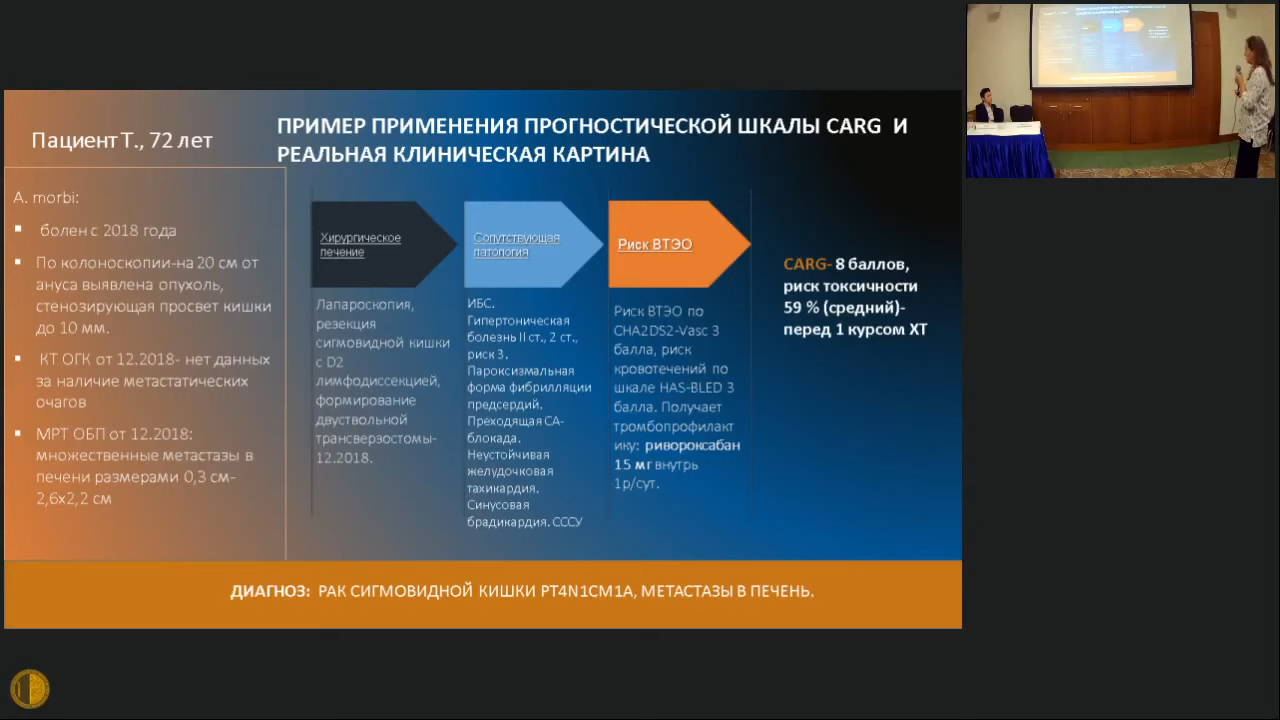 Пациент Т., 72 лет
ПРИМЕР ПРИМЕНЕНИЯ ПРОГНОСТИЧЕСКОЙ ШКАЛЫ CARG И
РЕАЛЬНАЯ КЛИНИЧЕСКАЯ КАРТИНА
A. morbi:
▪ болен с 2018 года
▪ По колоноскопии-на 20 см от
ануса выявлена опухоль,
стенозирующая просвет кишки
до 10 мм.
▪ КТ ОГК от 12.2018- нет данных
за наличие метастатических
очагов
▪ МРТ ОБП от 12.2018:
множественные метастазы в
печени размерами 0,3 см-
2,6х2,2 см
Хирургическое
лечение
Лапароскопия,
резекция
сигмовидной кишки
с D2
лимфодиссекцией,
формирование
двуствольной
трансверзостомы-
12.2018.
Сопутствующая
патология
ИБС.
Гипертоническая
болезнь II ст., 2 ст.,
риск 3.
Пароксизмальная
форма фибрилляции
предсердий.
Преходящая СА-
блокада.
Неустойчивая
желудочковая
тахикардия.
Синусовая
брадикардия. СССУ
Риск ВТЭО
Риск ВТЭО по
CHA2DS2-Vasc 3
балла, риск
кровотечений по
шкале HAS-BLED 3
балла. Получает
тромбопрофилакт
ику: ривороксабан
15 мг внутрь
1р/сут.
CARG- 8 баллов,
риск токсичности
59 % (средний)-
перед 1 курсом ХТ
ДИАГНОЗ: РАК СИГМОВИДНОЙ КИШКИ PT4N1CM1A, МЕТАСТАЗЫ В ПЕЧЕНЬ.